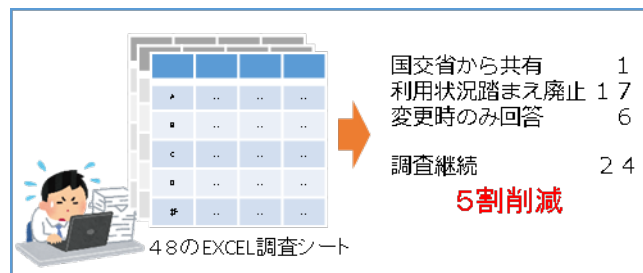 国交省から共有 1
利用状況踏まえ廃止 17
変更時のみ回答 6
調査継続 24
5割削減
A .. .. ..
B .. .. ..
C .. .. ..
D .. .. ..
計 .. .. ..
48のEXCEL調査シート